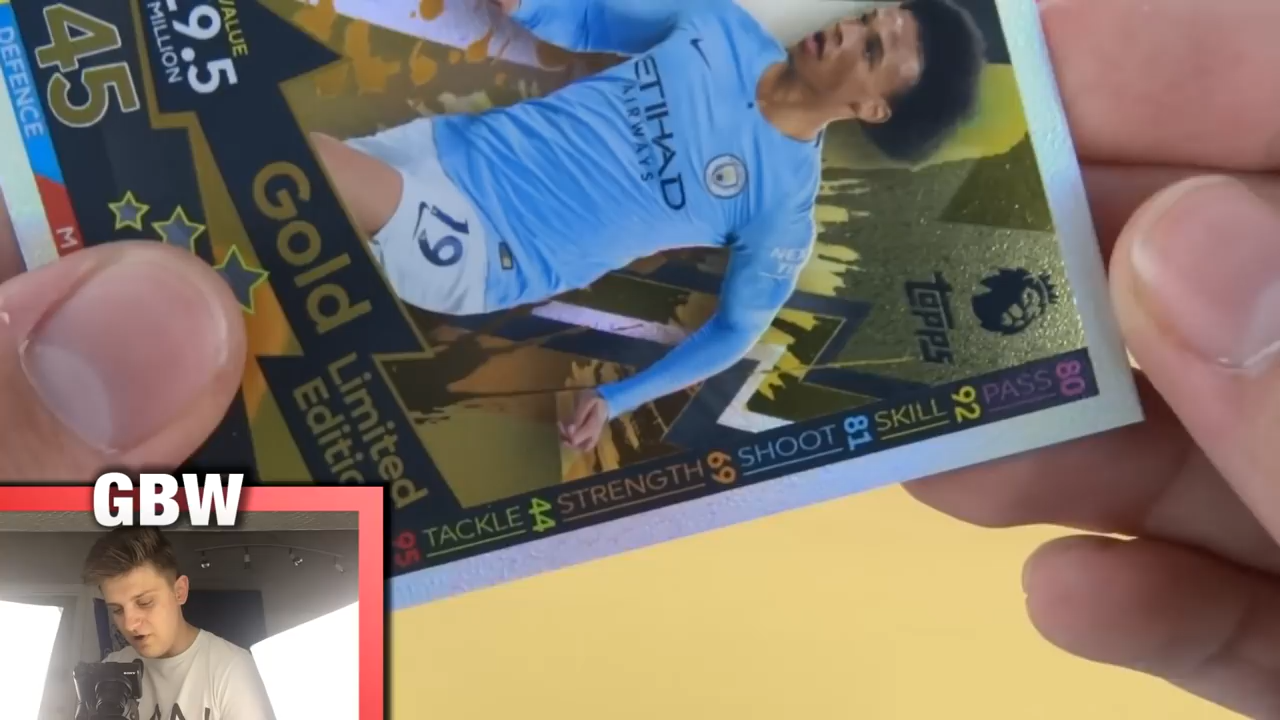 DEFENCE
45
VALUE
£9.5
MILLION
M
Gold
Limited
Editio
ETIHAD
AIRWAYS
19
topps
95
TACKLE 44
STRENGTH 69
SHOOT 81
SKILL 92
PASS 80
GBW